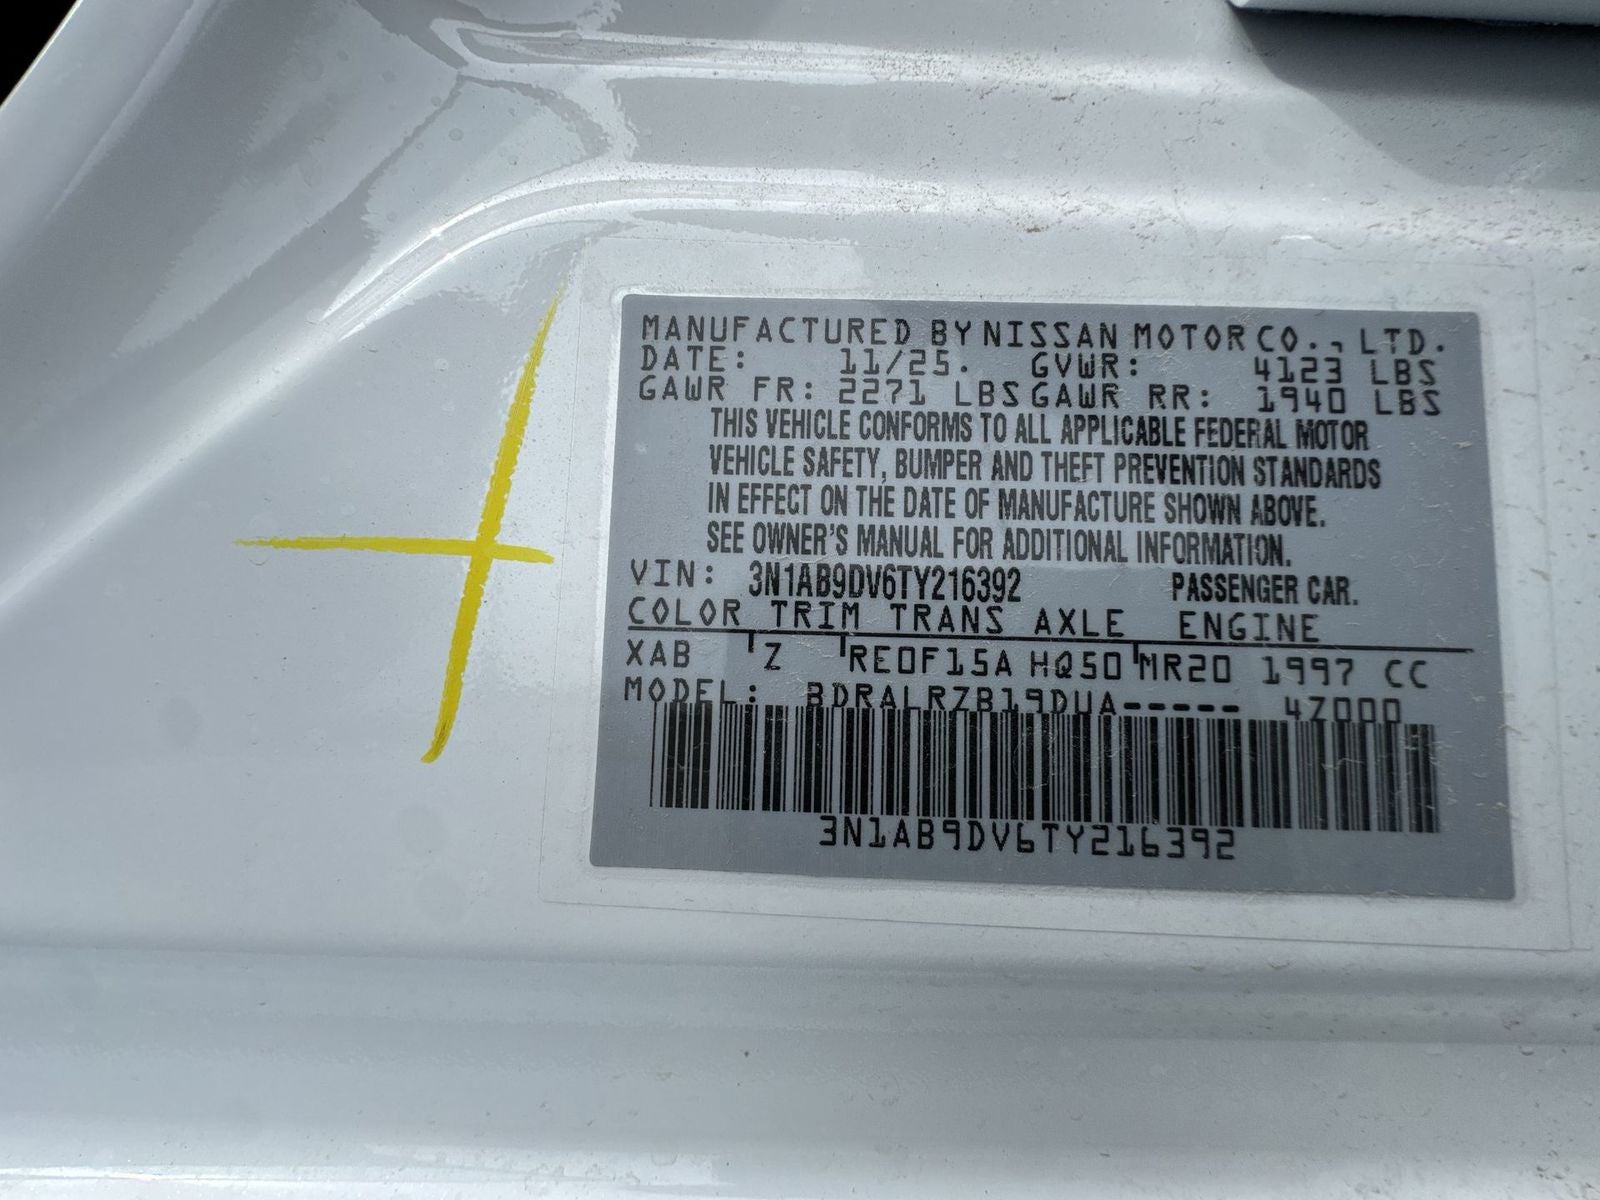 MANUFACTURED BY NISSAN MOTOR CO., LTD.
DATE: 11/25. GVWR: 4123 LBS
GAWR FR: 2271 LBS GAWR RR: 1940 LBS
THIS VEHICLE CONFORMS TO ALL APPLICABLE FEDERAL MOTOR
VEHICLE SAFETY, BUMPER AND THEFT PREVENTION STANDARDS
IN EFFECT ON THE DATE OF MANUFACTURE SHOWN ABOVE.
SEE OWNER'S MANUAL FOR ADDITIONAL INFORMATION.
VIN: 3N1AB9DV6TY216392 PASSENGER CAR.
COLOR TRIM TRANS AXLE ENGINE
XAB Z RE0F15A HQ50 MR20 1997 CC
MODEL: BDRALRZB19DUA----- 4Z000
3N1AB9DV6TY216392